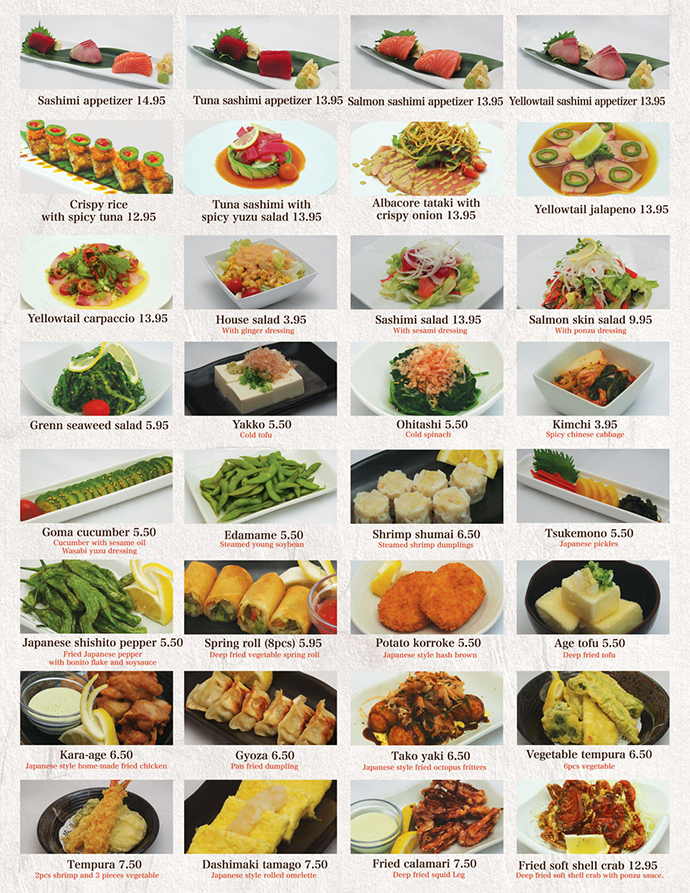 Sashimi appetizer 14.95
Tuna sashimi appetizer 13.95
Salmon sashimi appetizer 13.95
Yellowtail sashimi appetizer 13.95
Crispy rice
with spicy tuna 12.95
Tuna sashimi with
spicy yuzu salad 13.95
Albacore tataki with
crispy onion 13.95
Yellowtail jalapeno 13.95
Yellowtail carpaccio 13.95
House salad 3.95
With ginger dressing
Sashimi salad 13.95
With sesami dressing
Salmon skin salad 9.95
With ponzu dressing
Grenn seaweed salad 5.95
Yakko 5.50
Cold tofu
Ohitashi 5.50
Cold spinach
Kimchi 3.95
Spicy chinese cabbage
Goma cucumber 5.50
Cucumber with sesame oil
Wasabi yuzu dressing
Edamame 5.50
Steamed young soybean
Shrimp shumai 6.50
Steamed shrimp dumplings
Tsukemono 5.50
Japanese pickles
Japanese shishito pepper 5.50
Fried Japanese pepper
with bonito flake and soysauce
Spring roll (8pcs) 5.95
Deep fried vegetable spring roll
Potato korroke 5.50
Japanese style hash brown
Age tofu 5.50
Deep fried tofu
Kara-age 6.50
Japanese style home-made fried chicken
Gyoza 6.50
Pan fried dumpling
Tako yaki 6.50
Japanese style fried octopus fritters
Vegetable tempura 6.50
6pcs vegetable
Tempura 7.50
2pcs shrimp and 3 pieces vegetable
Dashimaki tamago 7.50
Japanese style rolled omelette
Fried calamari 7.50
Deep fried squid Leg
Fried soft shell crab 12.95
Deep fried soft shell crab with ponzu sauce.